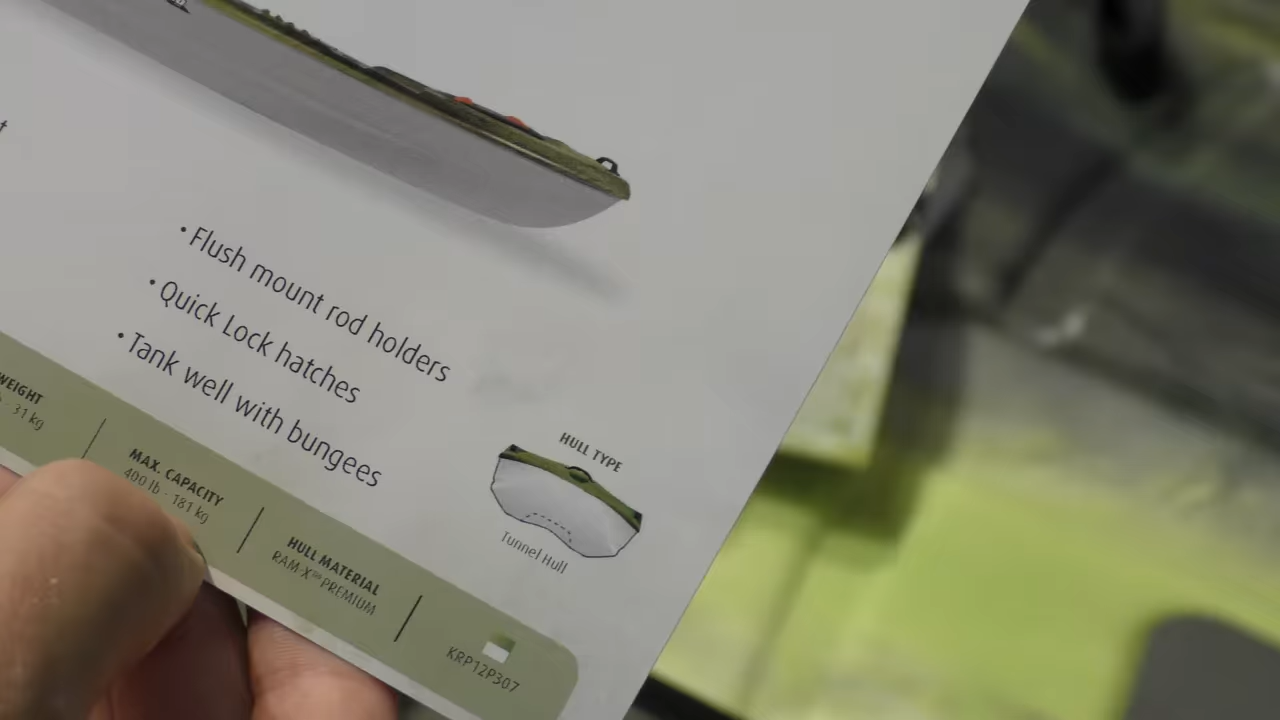 • Flush mount rod holders
• Quick Lock hatches
• Tank well with bungees
HULL TYPE
Tunnel Hull
WEIGHT
31 kg
MAX. CAPACITY
400 lb · 181 kg
HULL MATERIAL
RAM-X™ PREMIUM
KRP12P307